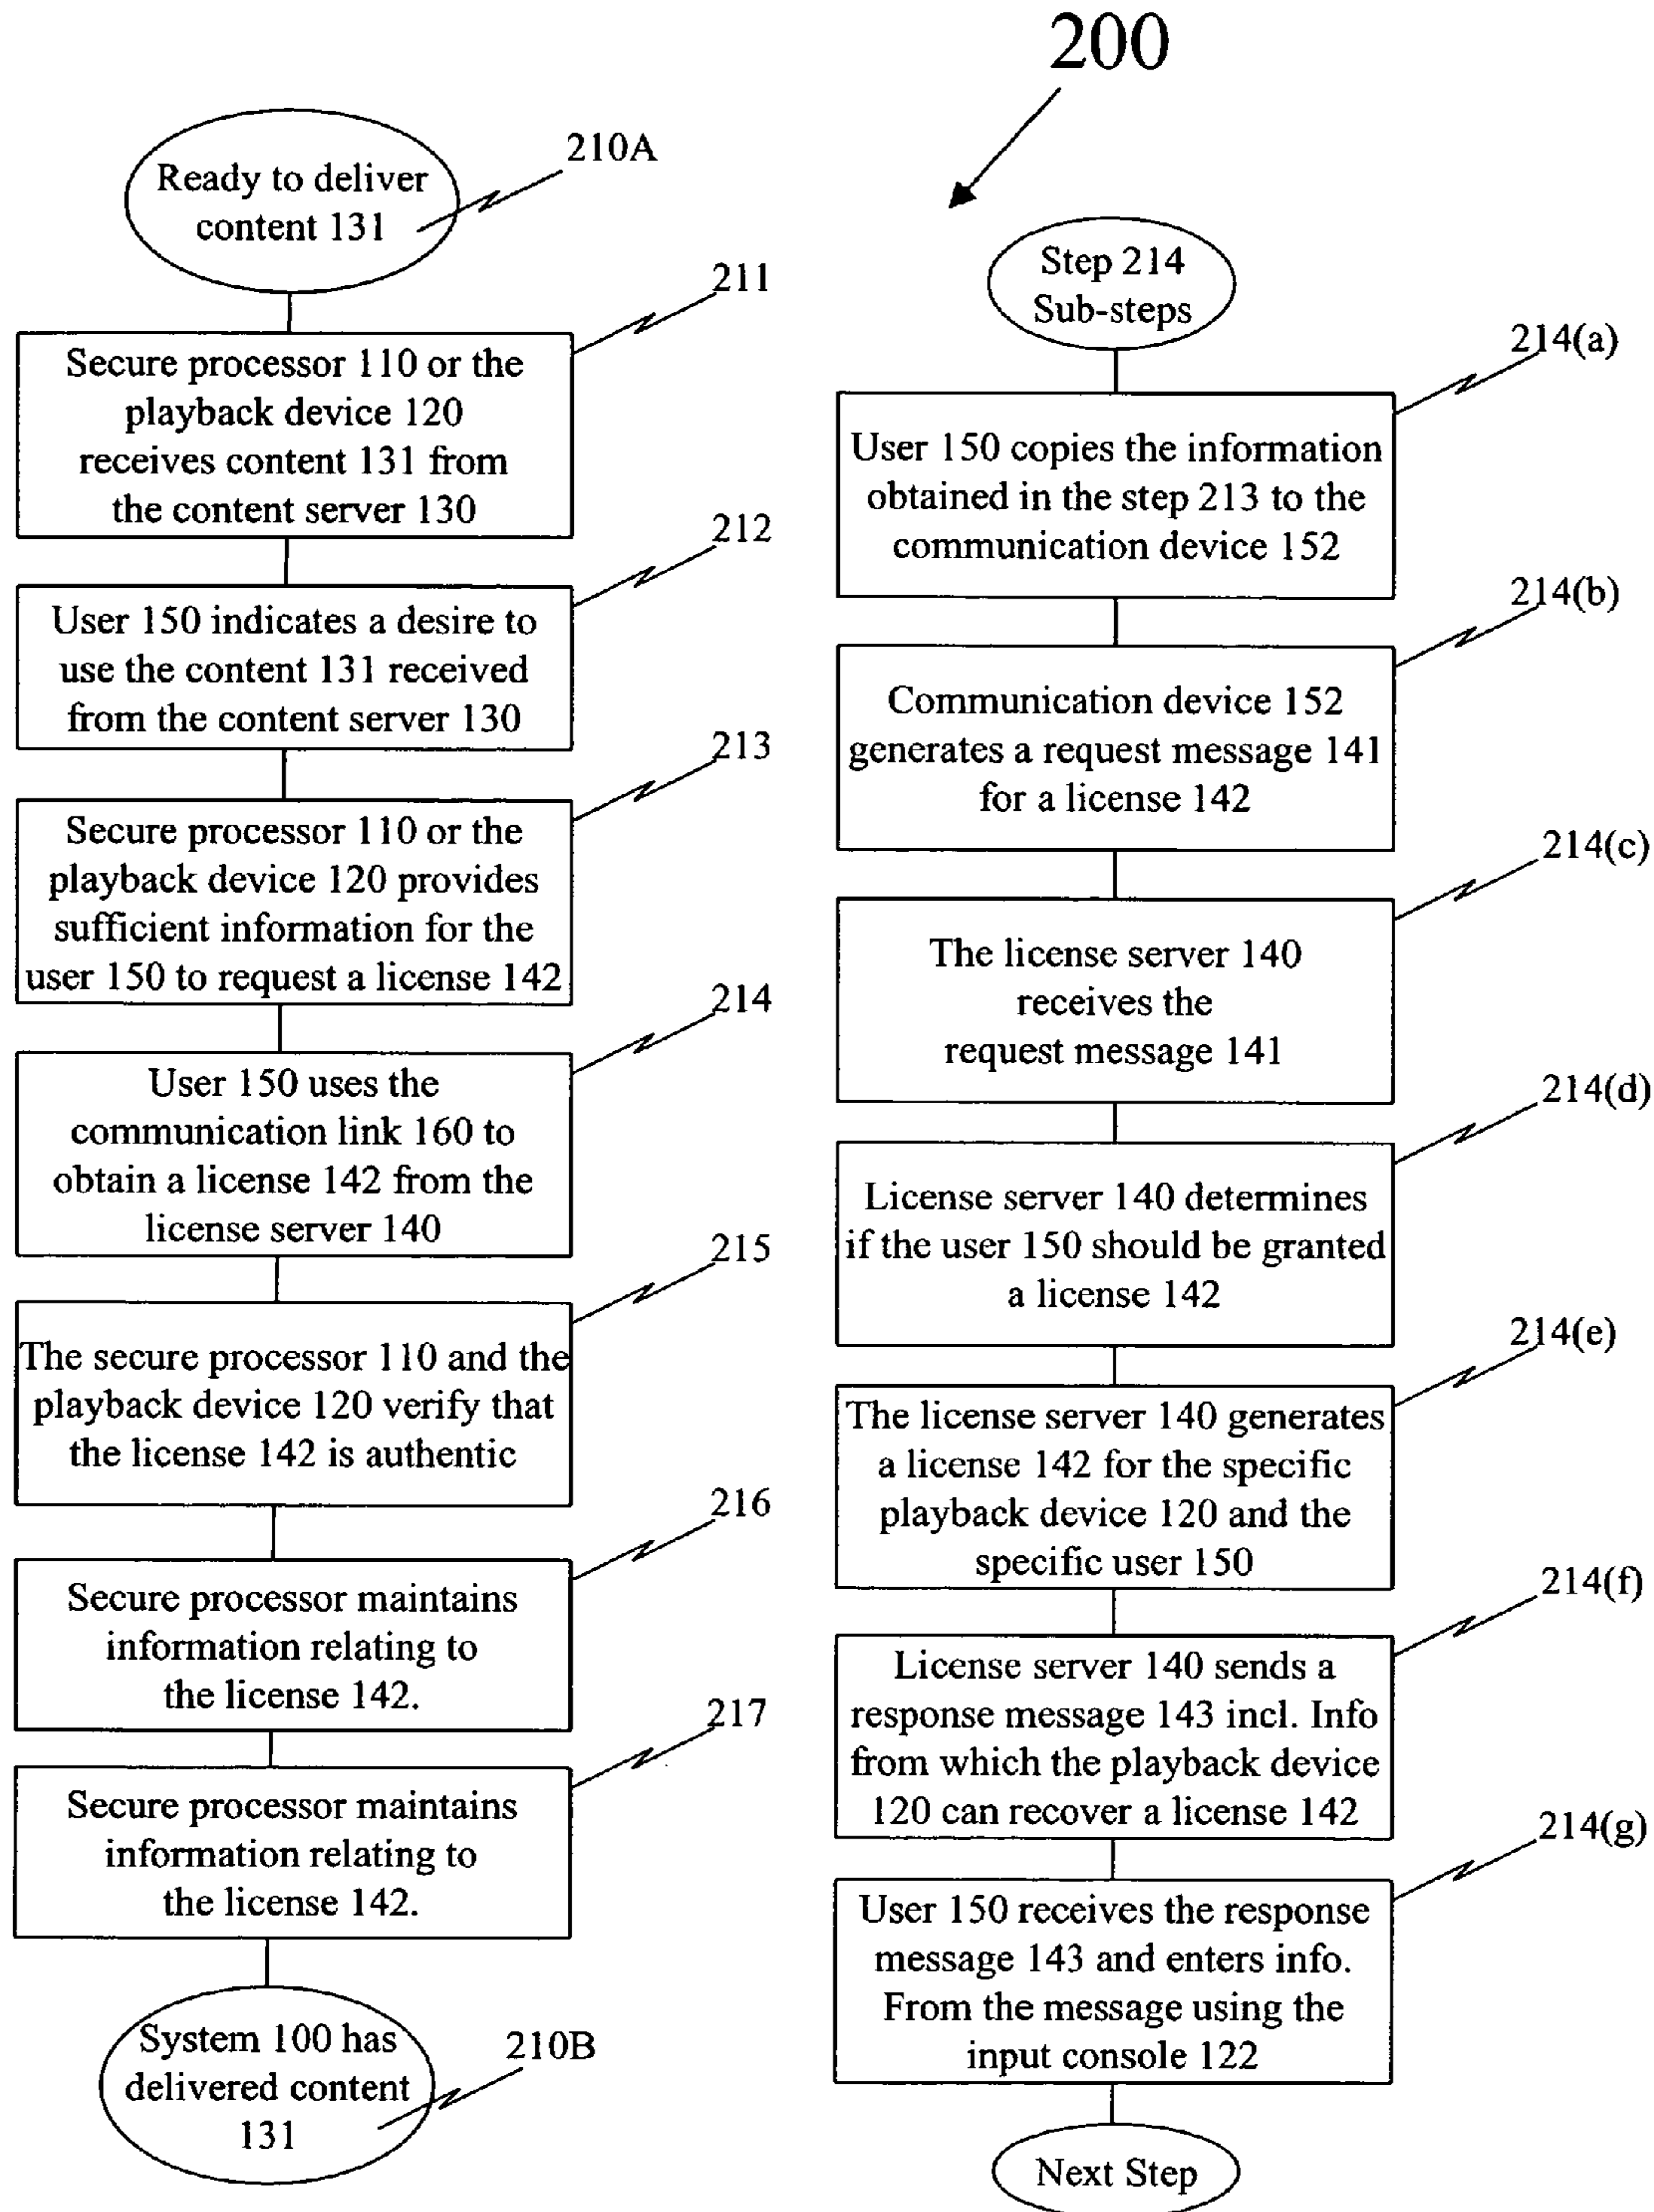 200
210A
Ready to deliver
content 131
211
Secure processor 110 or the
playback device 120
receives content 131 from
the content server 130
212
User 150 indicates a desire to
use the content 131 received
from the content server 130
213
Secure processor 110 or the
playback device 120 provides
sufficient information for the
user 150 to request a license 142
214
User 150 uses the
communication link 160 to
obtain a license 142 from the
license server 140
215
The secure processor 110 and the
playback device 120 verify that
the license 142 is authentic
216
Secure processor maintains
information relating to
the license 142.
217
Secure processor maintains
information relating to
the license 142.
System 100 has
delivered content
131
210B
Step 214
Sub-steps
214(a)
User 150 copies the information
obtained in the step 213 to the
communication device 152
214(b)
Communication device 152
generates a request message 141
for a license 142
214(c)
The license server 140
receives the
request message 141
214(d)
License server 140 determines
if the user 150 should be granted
a license 142
214(e)
The license server 140 generates
a license 142 for the specific
playback device 120 and the
specific user 150
214(f)
License server 140 sends a
response message 143 incl. Info
from which the playback device
120 can recover a license 142
214(g)
User 150 receives the response
message 143 and enters info.
From the message using the
input console 122
Next Step